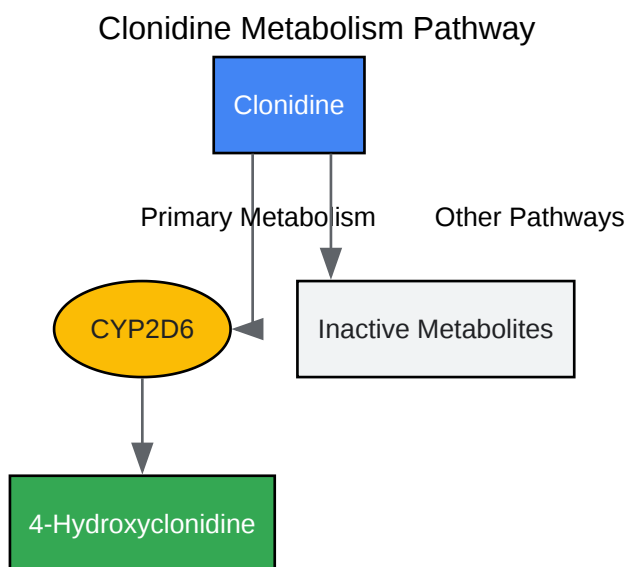 Clonidine Metabolism Pathway
Clonidine
Primary Metabolism
Other Pathways
CYP2D6
Inactive Metabolites
4-Hydroxyclonidine